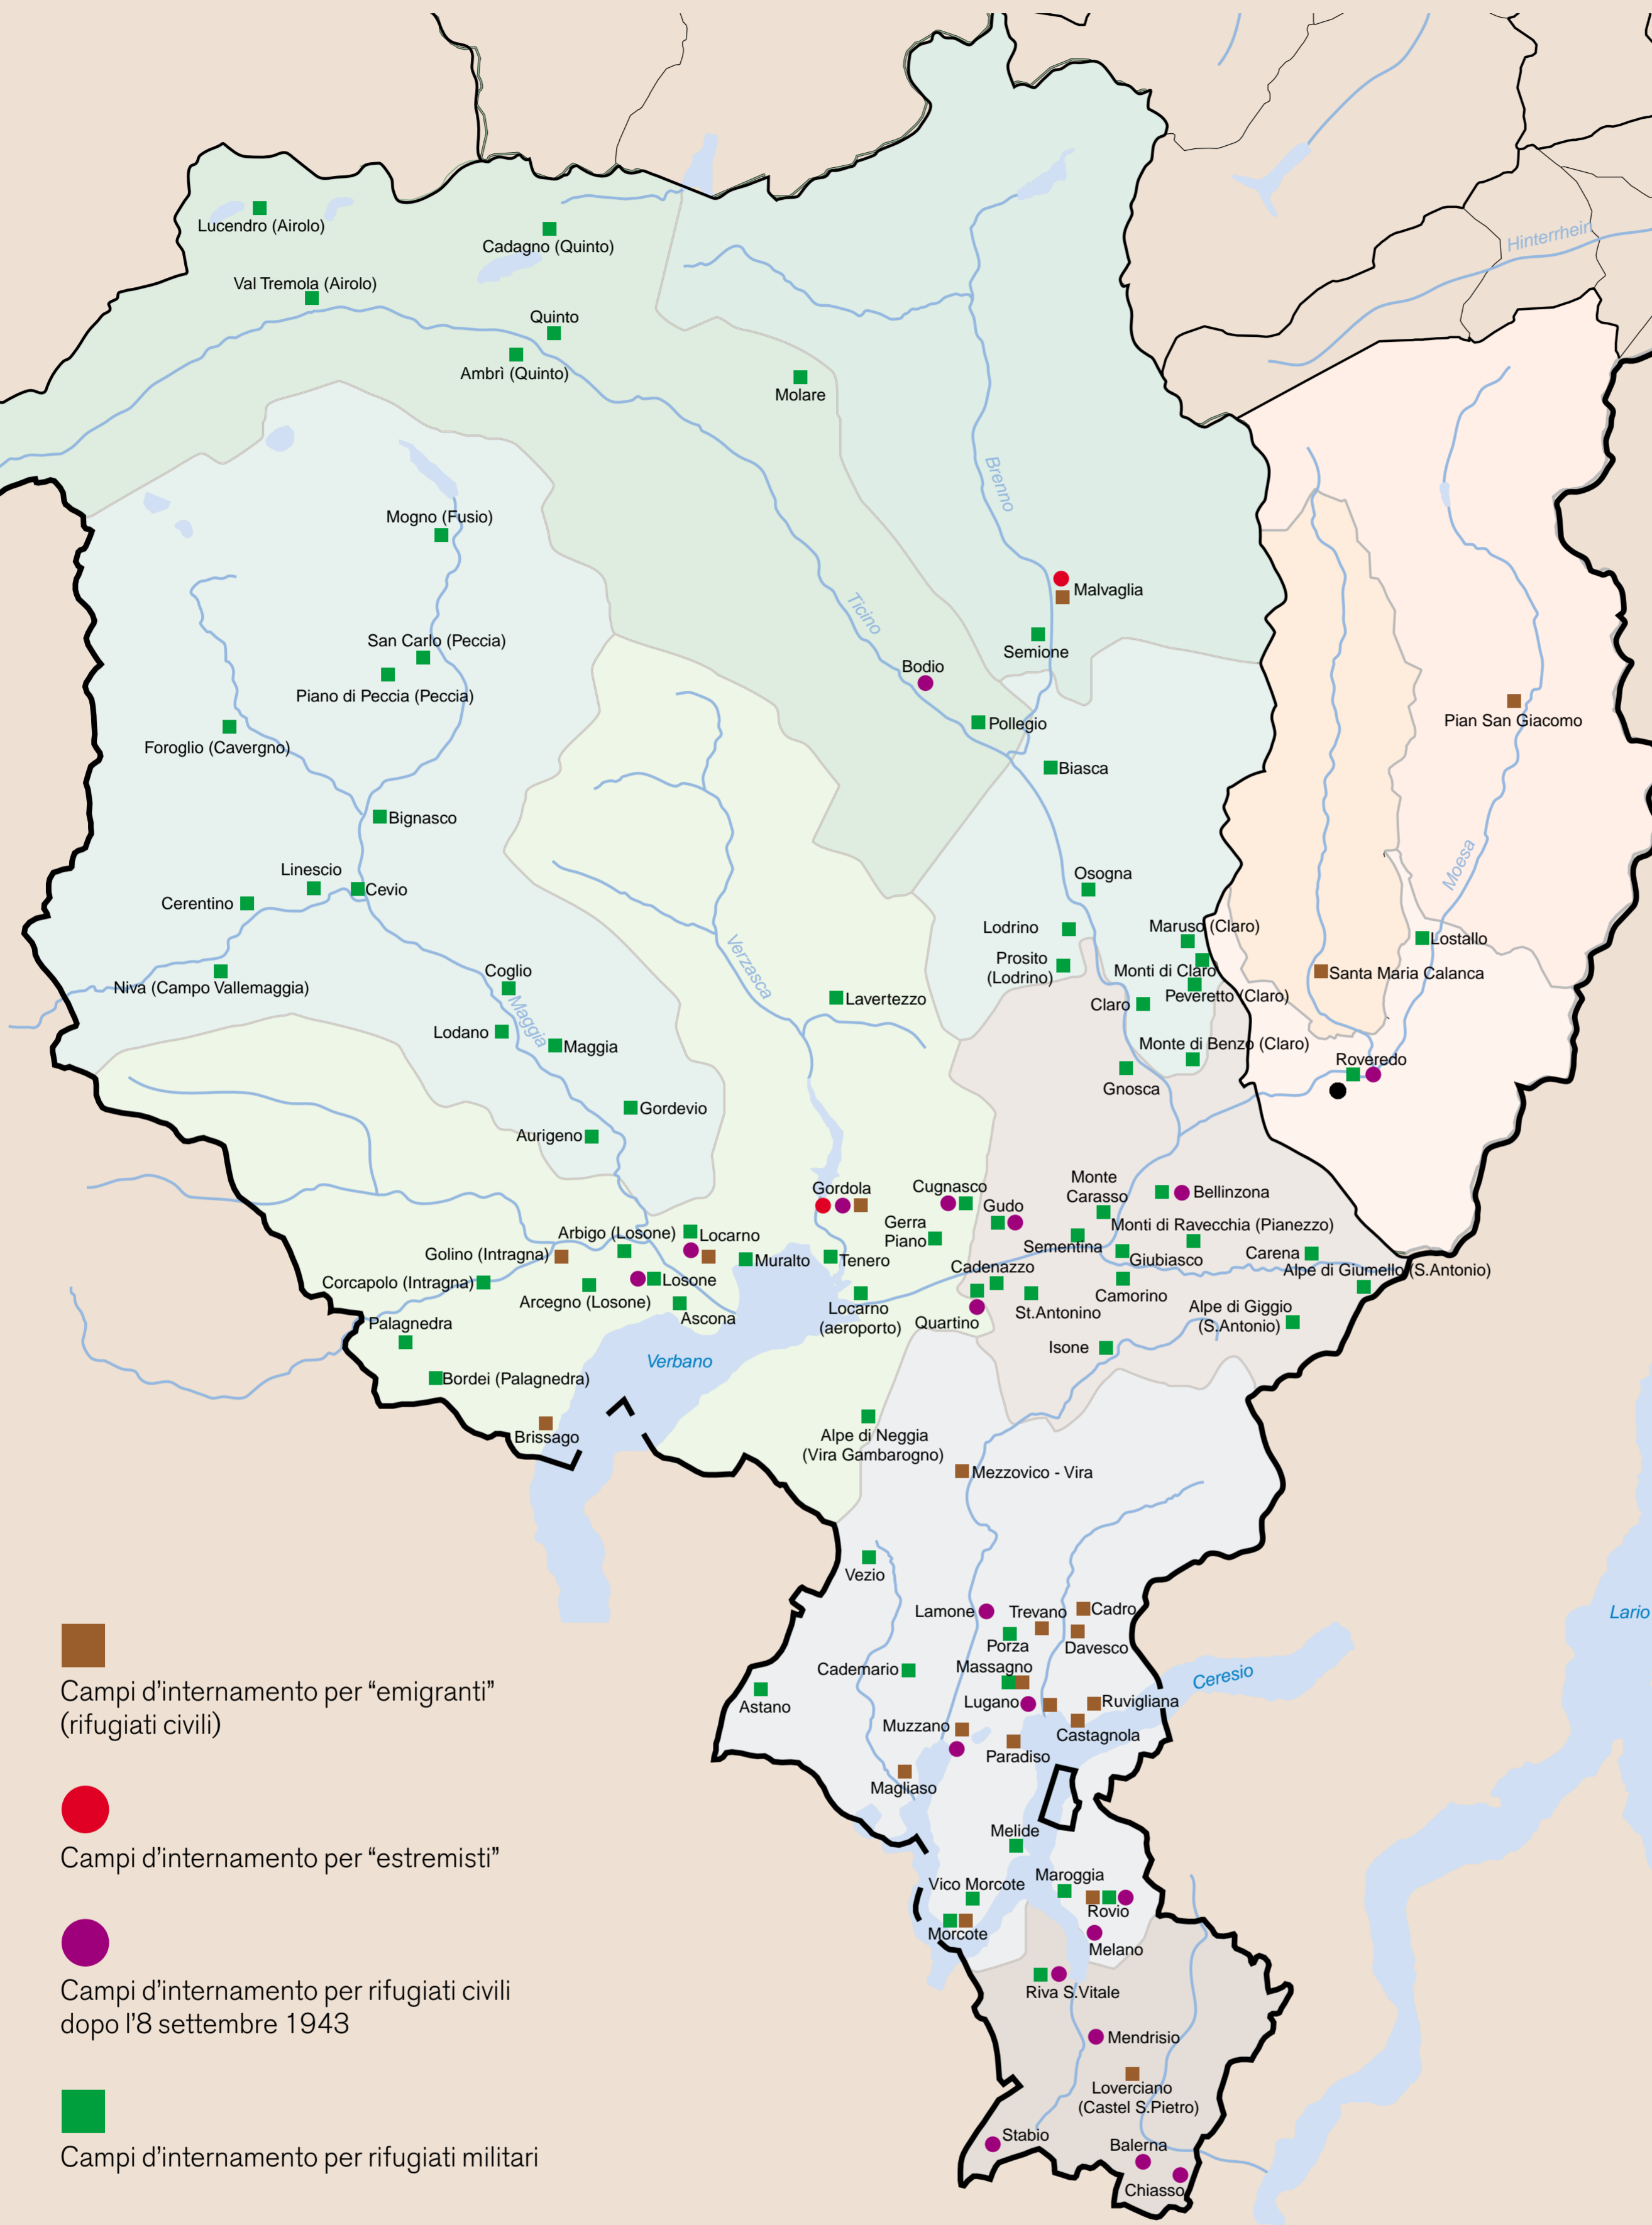 Hinterrhein
Lucendro (Airolo)
Cadagno (Quinto)
Val Tremola (Airolo)
Quinto
Ambrì (Quinto)
Molare
Brenno
Mogno (Fusio)
Malvaglia
Ticino
San Carlo (Peccia)
Semione
Bodio
Piano di Peccia (Peccia)
Pian San Giacomo
Pollegio
Foroglio (Cavergno)
Biasca
Bignasco
Moesa
Linescio
Osogna
Cevio
Cerentino
Lodrino
Maruso (Claro)
Lostallo
Verzasca
Prosito
(Lodrino)
Monti di Claro
Santa Maria Calanca
Coglio
Niva (Campo Vallemaggia)
Lavertezzo
Peveretto (Claro)
Claro
Maggia
Lodano
Maggia
Monte di Benzo (Claro)
Roveredo
Gnosca
Gordevio
Aurigeno
Monte
Carasso
Gordola
Cugnasco
Bellinzona
Gudo
Gerra
Piano
Monti di Ravecchia (Pianezzo)
Arbigo (Losone)
Locarno
Sementina
Golino (Intragna)
Muralto
Tenero
Giubiasco
Carena
Cadenazzo
Alpe di Giumello (S.Antonio)
Corcapolo (Intragna)
Losone
Arcegno (Losone)
Camorino
Locarno
(aeroporto)
Alpe di Giggio
(S.Antonio)
St.Antonino
Ascona
Quartino
Palagnedra
Isone
Verbano
Bordei (Palagnedra)
Brissago
Alpe di Neggia
(Vira Gambarogno)
Mezzovico - Vira
Vezio
Lamone
Trevano
Cadro
Lario
Porza
Davesco
Cademario
Massagno
Ceresio
Astano
Lugano
Ruvigliana
Muzzano
Castagnola
Paradiso
Magliaso
Melide
Maroggia
Vico Morcote
Rovio
Morcote
Melano
Riva S.Vitale
Mendrisio
Loverciano
(Castel S.Pietro)
Stabio
Balerna
Chiasso
Campi d’internamento per “emigranti”
(rifugiati civili)
Campi d’internamento per “estremisti”
Campi d’internamento per rifugiati civili
dopo l’8 settembre 1943
Campi d’internamento per rifugiati militari